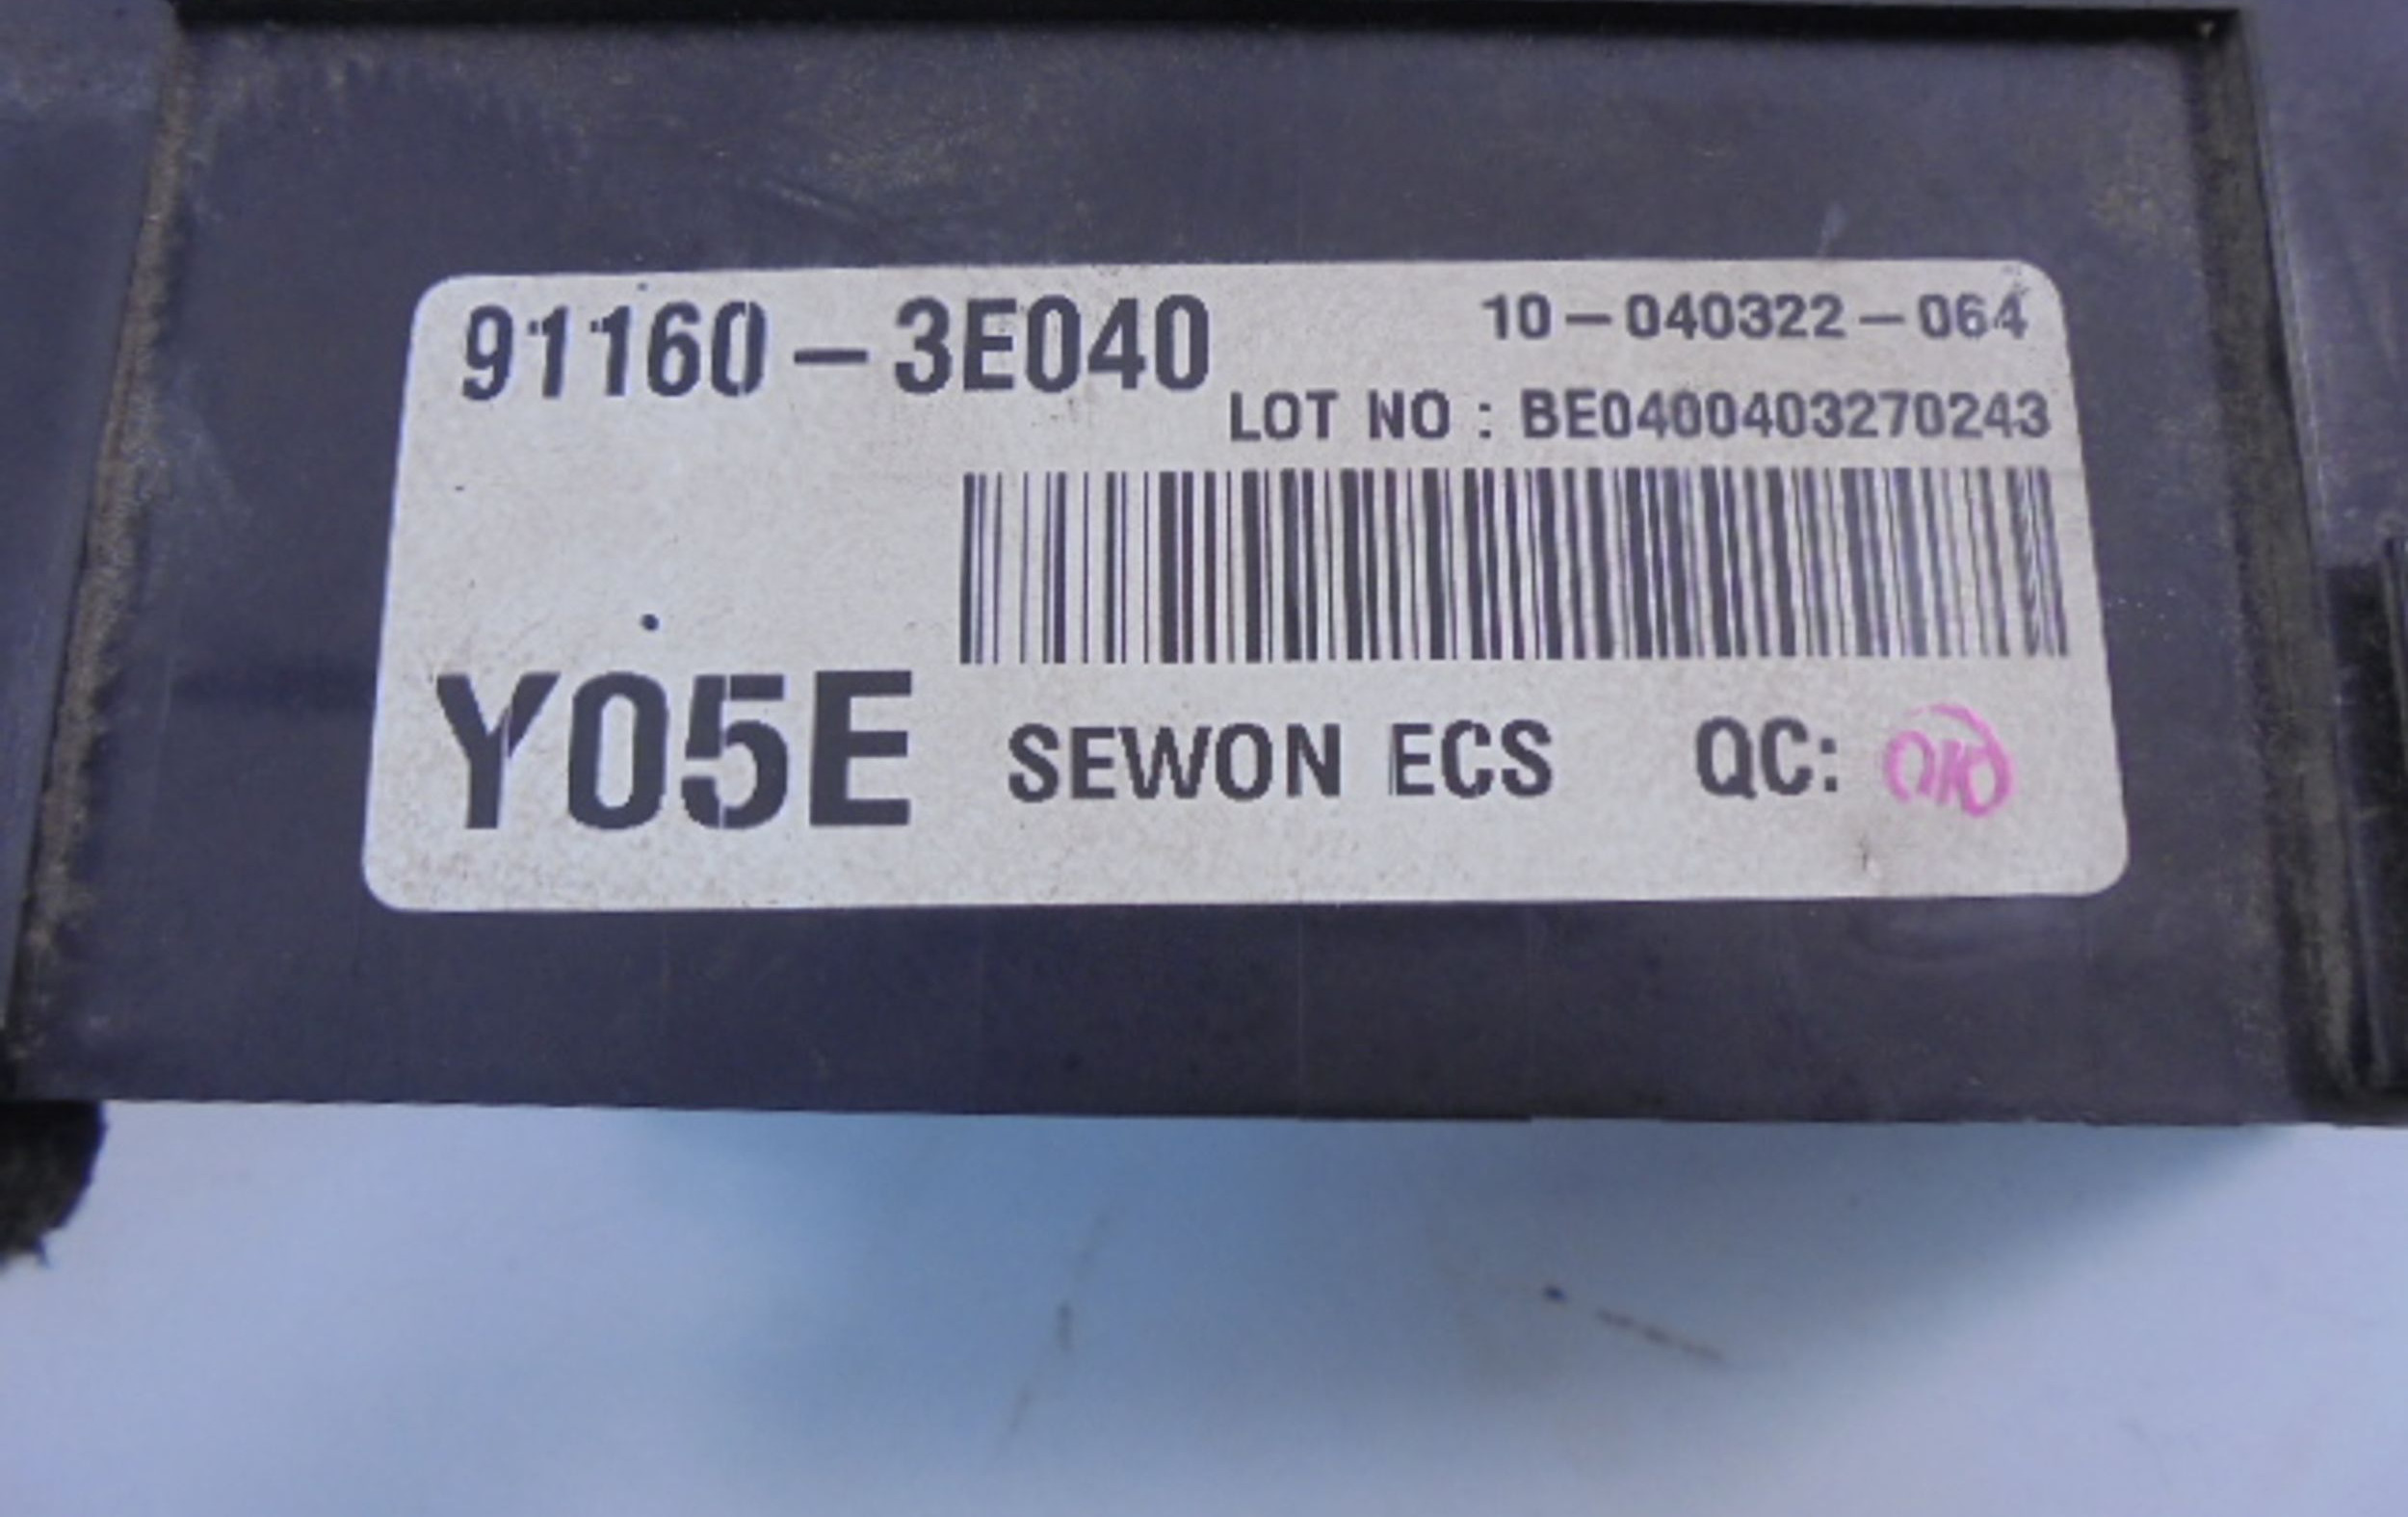 91160-3E040
10-040322-064
LOT NO : BE0400403270243
Y05E
SEWON ECS
QC: